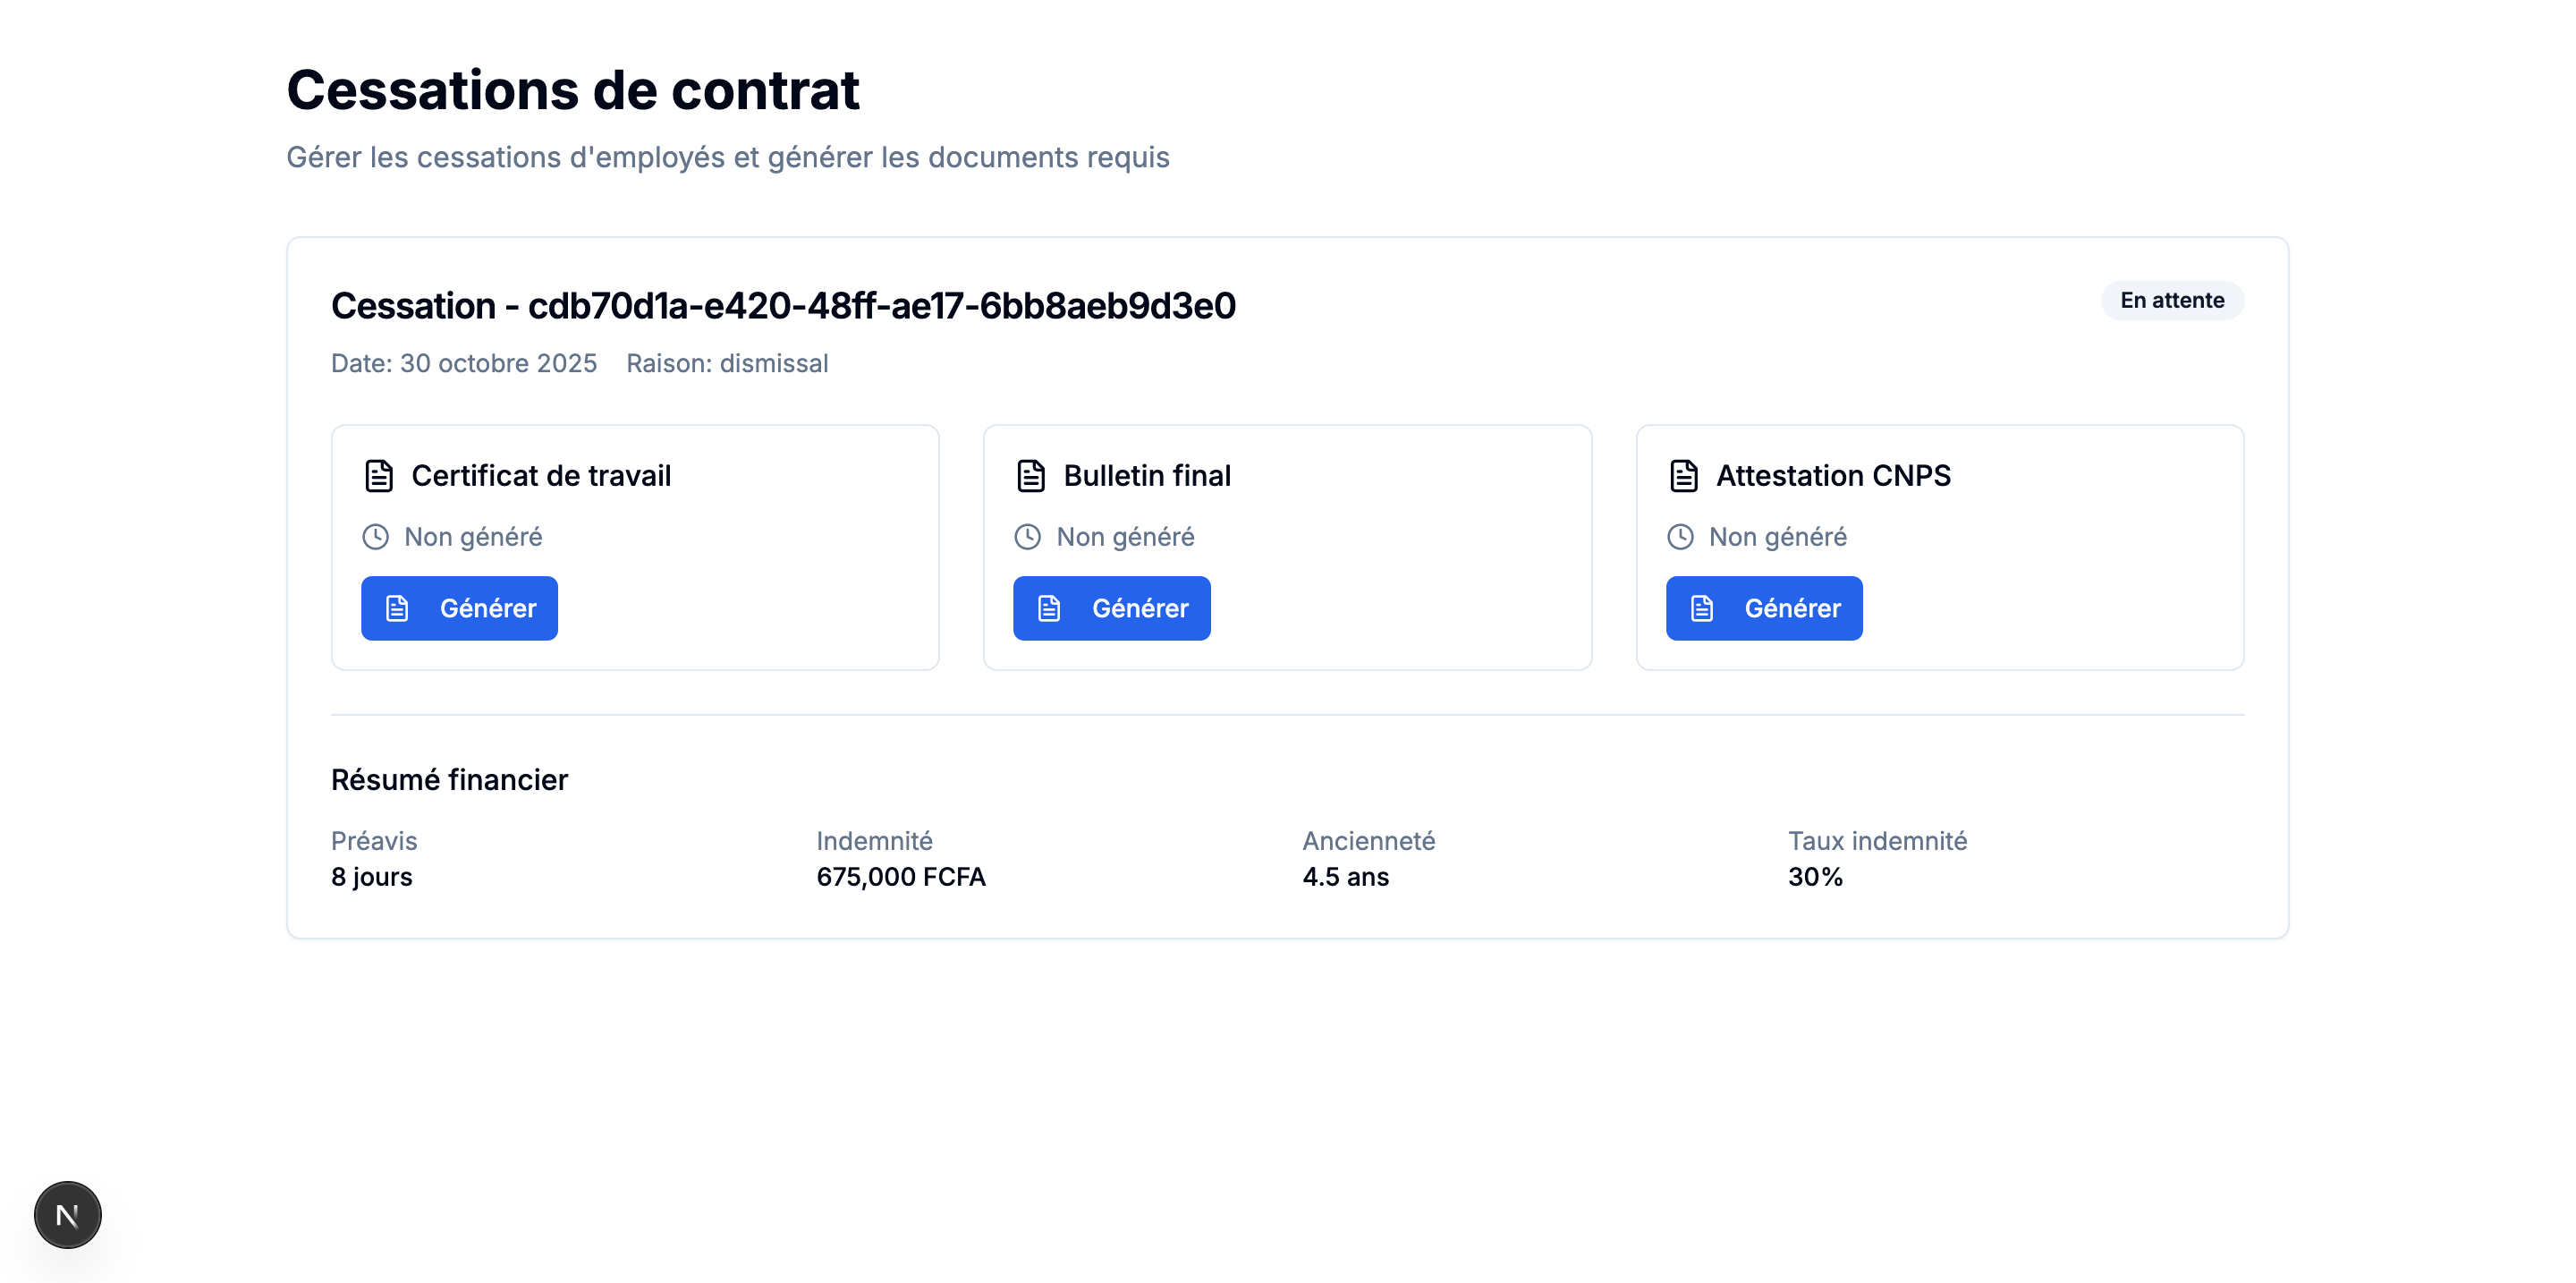 Cessations de contrat
Gérer les cessations d'employés et générer les documents requis
Cessation - cdb70d1a-e420-48ff-ae17-6bb8aeb9d3e0
En attente
Date: 30 octobre 2025 Raison: dismissal
Certificat de travail
Non généré
Générer
Bulletin final
Non généré
Générer
Attestation CNPS
Non généré
Générer
Résumé financier
Préavis
8 jours
Indemnité
675,000 FCFA
Ancienneté
4.5 ans
Taux indemnité
30%
N